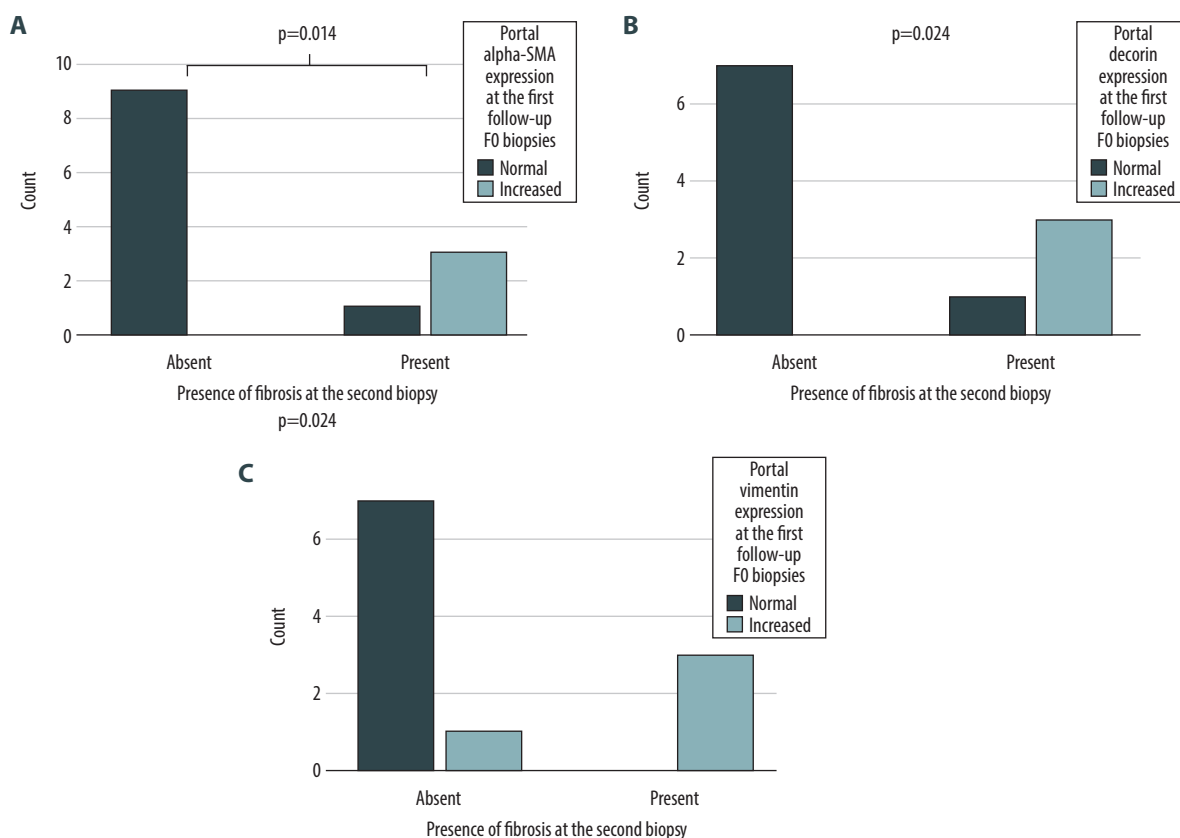 A
p=0.014
Portal
alpha-SMA
expression
at the first
follow-up
F0 biopsies
Normal
Increased
10
8
6
4
2
0
Count
Absent
Present
Presence of fibrosis at the second biopsy
B
p=0.024
Portal
decorin
expression
at the first
follow-up
F0 biopsies
Normal
Increased
6
4
2
0
Count
Absent
Present
Presence of fibrosis at the second biopsy
p=0.024
C
Portal
vimentin
expression
at the first
follow-up
F0 biopsies
Normal
Increased
6
4
2
0
Count
Absent
Present
Presence of fibrosis at the second biopsy